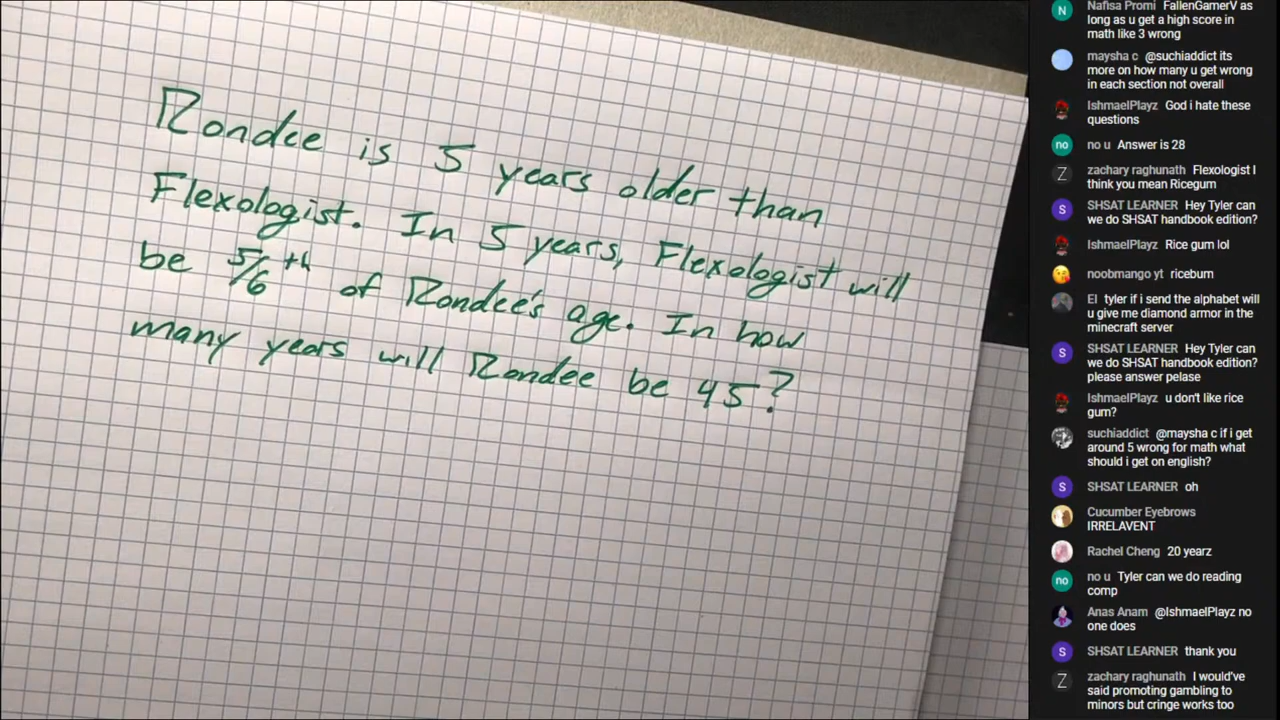 Rondee is 5 years older than
Flexologist. In 5 years, Flexologist will
be 5/6th of Rondee's age. In how
many years will Rondee be 45?
N Nafisa Promi FallenGamerV as
long as u get a high score in
math like 3 wrong
maysha c @suchiaddict its
more on how many u get wrong
in each section not overall
IshmaelPlayz God i hate these
questions
no no u Answer is 28
Z zachary raghunath Flexologist I
think you mean Ricegum
S SHSAT LEARNER Hey Tyler can
we do SHSAT handbook edition?
IshmaelPlayz Rice gum lol
noobmango yt ricebum
El tyler if i send the alphabet will
u give me diamond armor in the
minecraft server
S SHSAT LEARNER Hey Tyler can
we do SHSAT handbook edition?
please answer pelase
IshmaelPlayz u don't like rice
gum?
suchiaddict @maysha c if i get
around 5 wrong for math what
should i get on english?
S SHSAT LEARNER oh
Cucumber Eyebrows
IRRELAVENT
Rachel Cheng 20 yearz
no no u Tyler can we do reading
comp
Anas Anam @IshmaelPlayz no
one does
S SHSAT LEARNER thank you
Z zachary raghunath I would've
said promoting gambling to
minors but cringe works too